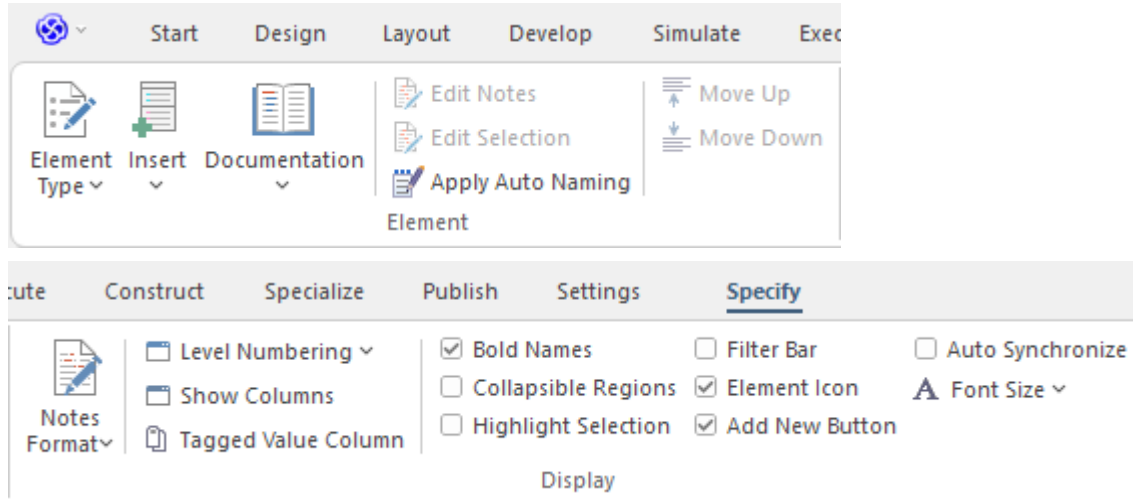 Start Design Layout Develop Simulate Exec
Edit Notes
Move Up
Edit Selection
Move Down
Element Type
Insert
Documentation
Apply Auto Naming
Element
cute Construct Specialize Publish Settings Specify
Level Numbering
Bold Names
Filter Bar
Auto Synchronize
Show Columns
Collapsible Regions
Element Icon
Font Size
Notes
Format
Tagged Value Column
Highlight Selection
Add New Button
Display